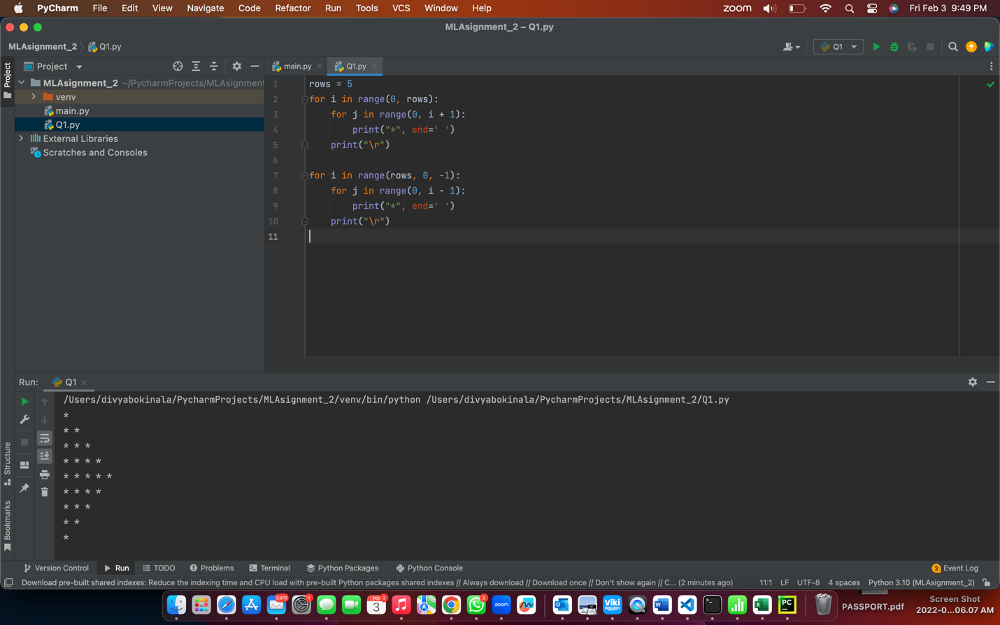 PyCharm File Edit View Navigate Code Refactor Run Tools VCS Window Help zoom Fri Feb 3 9:49 PM
MLAsignment_2 – Q1.py
MLAsignment_2 Q1.py Q1
Project Project main.py Q1.py
MLAsignment_2 ~/PycharmProjects/MLAsignment
venv
main.py
Q1.py
External Libraries
Scratches and Consoles
1 rows = 5
2 for i in range(0, rows):
3 for j in range(0, i + 1):
4 print("*", end=' ')
5 print("\r")
6
7 for i in range(rows, 0, -1):
8 for j in range(0, i - 1):
9 print("*", end=' ')
10 print("\r")
11
Run: Q1
/Users/divyabokinala/PycharmProjects/MLAsignment_2/venv/bin/python /Users/divyabokinala/PycharmProjects/MLAsignment_2/Q1.py
*
* *
* * *
* * * *
* * * * *
* * * *
* * *
* *
*
Structure
Bookmarks
Version Control Run TODO Problems Terminal Python Packages Python Console 3 Event Log
Download pre-built shared indexes: Reduce the indexing time and CPU load with pre-built Python packages shared indexes // Always download // Download once // Don't show again // C... (2 minutes ago) 11:1 LF UTF-8 4 spaces Python 3.10 (MLAsignment_2)
3,979 1 FEB 3 3 2 zoom Viki Rakuten PC
PASSPORT.pdf
Screen Shot
2022-0...06.07 AM